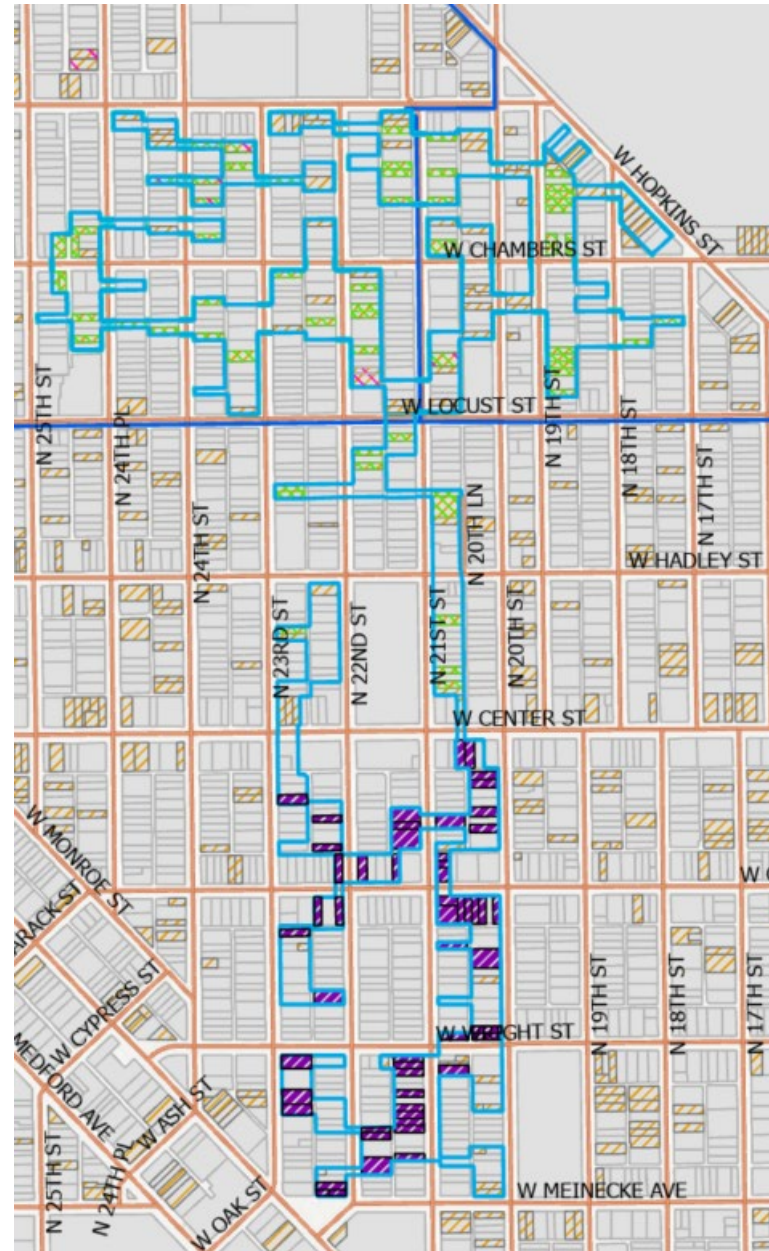 W HOPKINS ST
W CHAMBERS ST
N 25TH ST
N 24TH PL
W LOCUST ST
N 19TH ST
N 18TH ST
N 17TH ST
N 24TH ST
N 20TH LN
W HADLEY ST
N 23RD ST
N 22ND ST
N 21ST ST
N 20TH ST
W CENTER ST
W MONROE ST
ARACK ST
W CYPRESS ST
W WRIGHT ST
N 19TH ST
N 18TH ST
N 17TH ST
MEDFORD AVE
W ASH ST
N 25TH ST
N 24TH PL
W OAK ST
W MEINECKE AVE